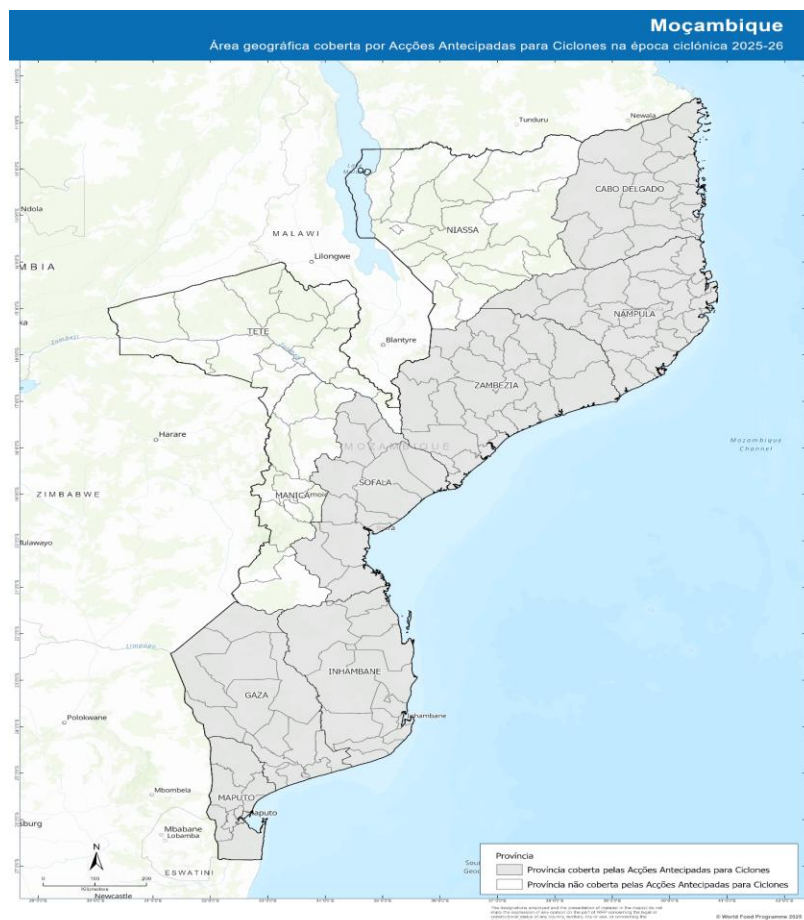 Moçambique
Área geográfica coberta por Acções Antecipadas para Ciclones na época ciclónica 2025-26
Tunduru
Newala
CABO DELGADO
Ndola
NIASSA
MALAWI
Lilongwe
MBIA
NAMPULA
TETE
Zambezi
Blantyre
ZAMBEZIA
Harare
MOZAMBIQUE
Mozambique
Channel
SOFALA
ZIMBABWE
MANICA
Bulawayo
Limpopo
INHAMBANE
GAZA
Inhambane
Polokwane
MAPUTO
Mbombela
Maputo
sburg
Mbabane
Lobamba
ESWATINI
N
0 100 200
Kilometers
Newcastle
Província
Província coberta pelas Acções Antecipadas para Ciclones
Província não coberta pelas Acções Antecipadas para Ciclones
© World Food Programme 2025